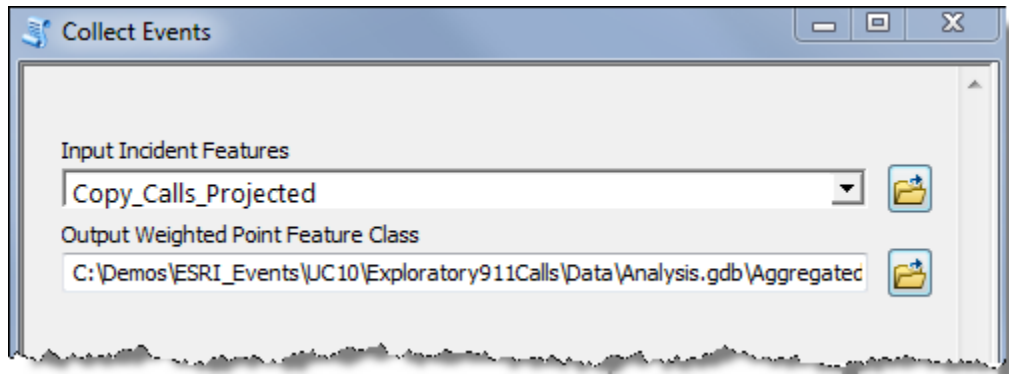 Collect Events
Input Incident Features
Copy_Calls_Projected
Output Weighted Point Feature Class
C:\Demos\ESRI_Events\UC10\Exploratory911Calls\Data\Analysis.gdb\Aggregated